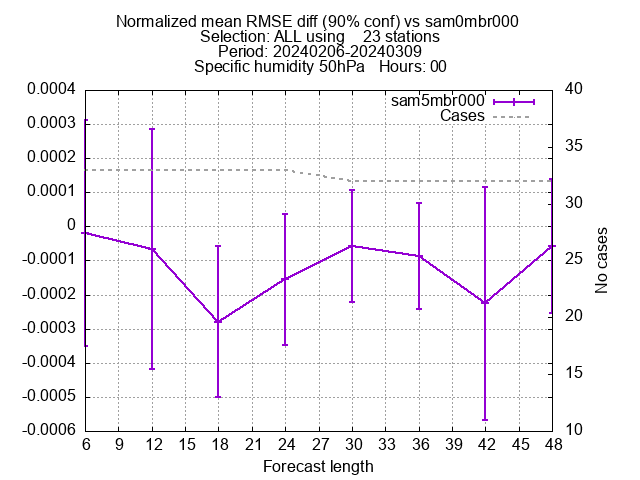 Normalized mean RMSE diff (90% conf) vs sam0mbr000
Selection: ALL using 23 stations
Period: 20240206-20240309
Specific humidity 50hPa Hours: 00
sam5mbr000
Cases
0.0004
0.0003
0.0002
0.0001
0
-0.0001
-0.0002
-0.0003
-0.0004
-0.0005
-0.0006
40
35
30
25
20
15
10
No cases
6 9 12 15 18 21 24 27 30 33 36 39 42 45 48
Forecast length